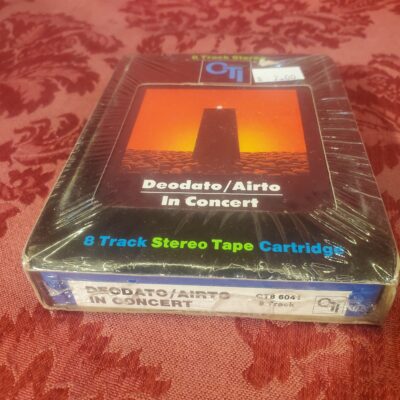 8 Track Stereo
CTI
Deodato/Airto
In Concert
8 Track Stereo Tape Cartridge
DEODATO/AIRTO
IN CONCERT
CT8 6041
8 Track
CTI